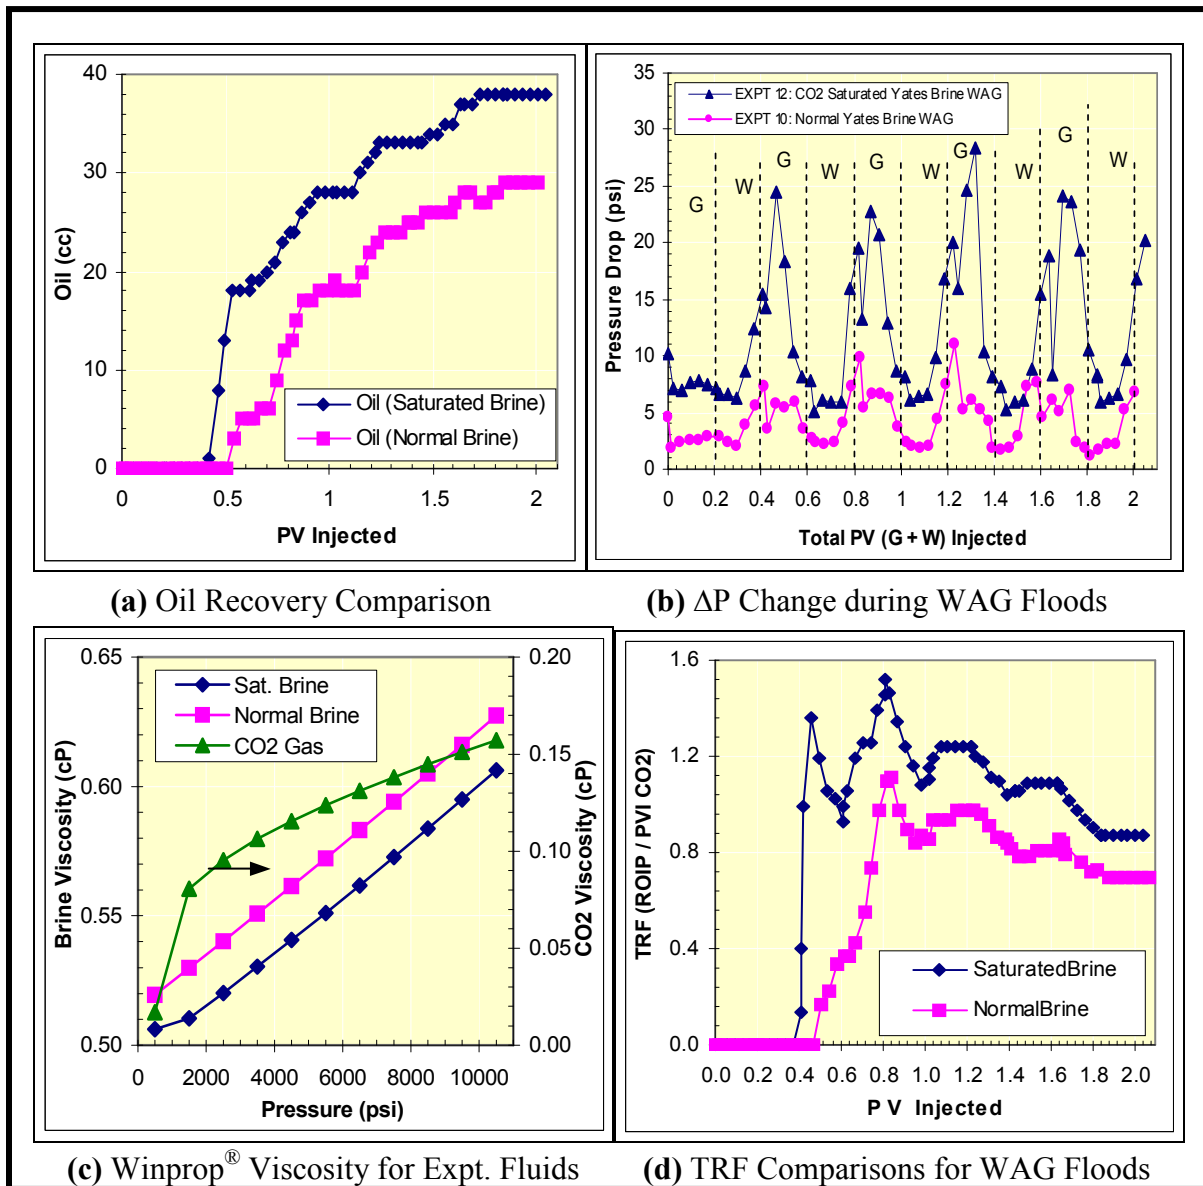 40
30
20
10
0
Oil (cc)
Oil (Saturated Brine)
Oil (Normal Brine)
0 0.5 1 1.5 2
PV Injected
(a) Oil Recovery Comparison
35
30
25
20
15
10
5
0
Pressure Drop (psi)
EXPT 12: CO2 Saturated Yates Brine WAG
EXPT 10: Normal Yates Brine WAG
G W G W G W G W G W
0 0.2 0.4 0.6 0.8 1 1.2 1.4 1.6 1.8 2
Total PV (G + W) Injected
(b) ΔP Change during WAG Floods
0.65
0.60
0.55
0.50
Brine Viscosity (cP)
Sat. Brine
Normal Brine
CO2 Gas
0.20
0.15
0.10
0.05
0.00
CO2 Viscosity (cP)
0 2000 4000 6000 8000 10000
Pressure (psi)
(c) Winprop® Viscosity for Expt. Fluids
1.6
1.2
0.8
0.4
0.0
TRF (ROIP / PVI CO2)
SaturatedBrine
NormalBrine
0.0 0.2 0.4 0.6 0.8 1.0 1.2 1.4 1.6 1.8 2.0
P V Injected
(d) TRF Comparisons for WAG Floods